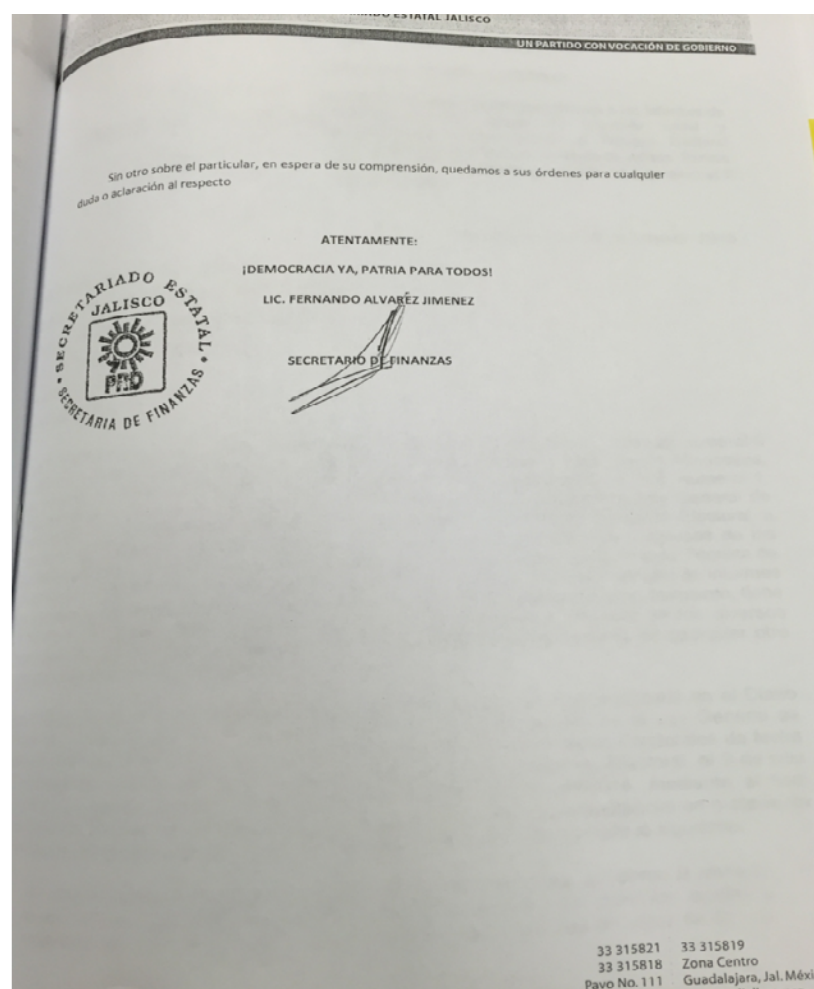 ESTATAL JALISCO
UN PARTIDO CON VOCACIÓN DE GOBIERNO
Sin otro sobre el particular, en espera de su comprensión, quedamos a sus órdenes para cualquier
duda o aclaración al respecto
ATENTAMENTE:
¡DEMOCRACIA YA, PATRIA PARA TODOS!
LIC. FERNANDO ALVARÉZ JIMENEZ
SECRETARIO DE FINANZAS
SECRETARIADO ESTATAL
JALISCO
PRD
SECRETARIA DE FINANZAS
33 315821 33 315819
33 315818 Zona Centro
Pavo No. 111 Guadalajara, Jal. Méxi